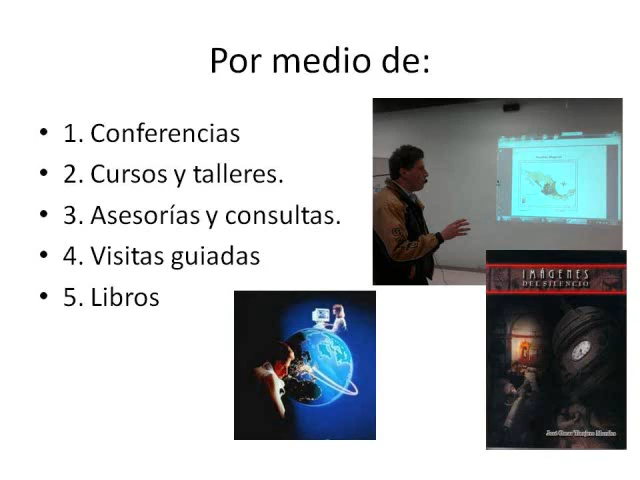 Por medio de:
• 1. Conferencias
• 2. Cursos y talleres.
• 3. Asesorías y consultas.
• 4. Visitas guiadas
• 5. Libros
IMÁGENES
DEL SILENCIO